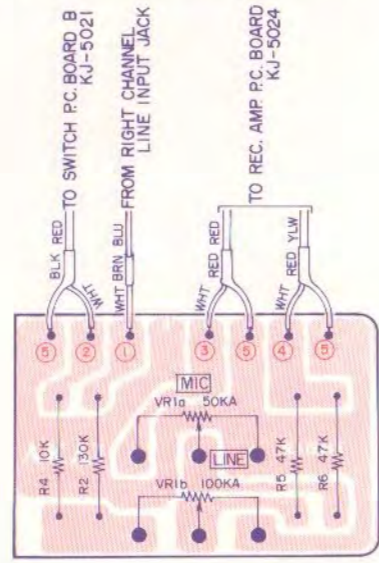 TO SWITCH P.C. BOARD B
KJ-5021
FROM RIGHT CHANNEL
LINE INPUT JACK
TO REC. AMP. P.C. BOARD
KJ-5024
BLK RED
WHT
WHT BRN BLU
WHT
RED RED
WHT
RED YLW
5
2
1
3
5
4
5
MIC
VR1a 50KA
LINE
VR1b 100KA
R4 10K
R2 130K
R5 47K
R6 47K